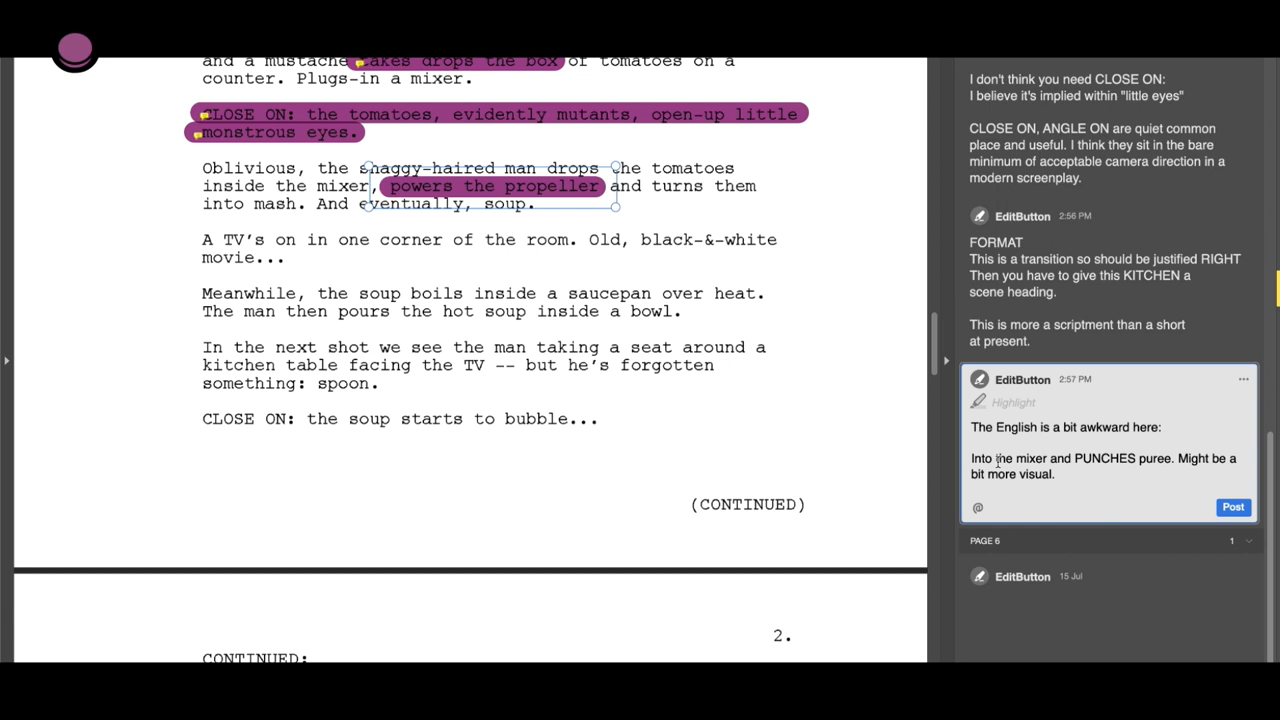 and a mustache takes drops the box of tomatoes on a
counter. Plugs-in a mixer.
CLOSE ON: the tomatoes, evidently mutants, open-up little
monstrous eyes.
Oblivious, the shaggy-haired man drops the tomatoes
inside the mixer, powers the propeller and turns them
into mash. And eventually, soup.
A TV’s on in one corner of the room. Old, black-&-white
movie...
Meanwhile, the soup boils inside a saucepan over heat.
The man then pours the hot soup inside a bowl.
In the next shot we see the man taking a seat around a
kitchen table facing the TV -- but he’s forgotten
something: spoon.
CLOSE ON: the soup starts to bubble...
(CONTINUED)
2.
CONTINUED:
I don't think you need CLOSE ON:
I believe it's implied within "little eyes"
CLOSE ON, ANGLE ON are quiet common
place and useful. I think they sit in the bare
minimum of acceptable camera direction in a
modern screenplay.
EditButton 2:56 PM
FORMAT
This is a transition so should be justified RIGHT
Then you have to give this KITCHEN a
scene heading.
This is more a scriptment than a short
at present.
EditButton 2:57 PM
Highlight
The English is a bit awkward here:
Into the mixer and PUNCHES puree. Might be a
bit more visual.
@ Post
PAGE 6 1
EditButton 15 Jul